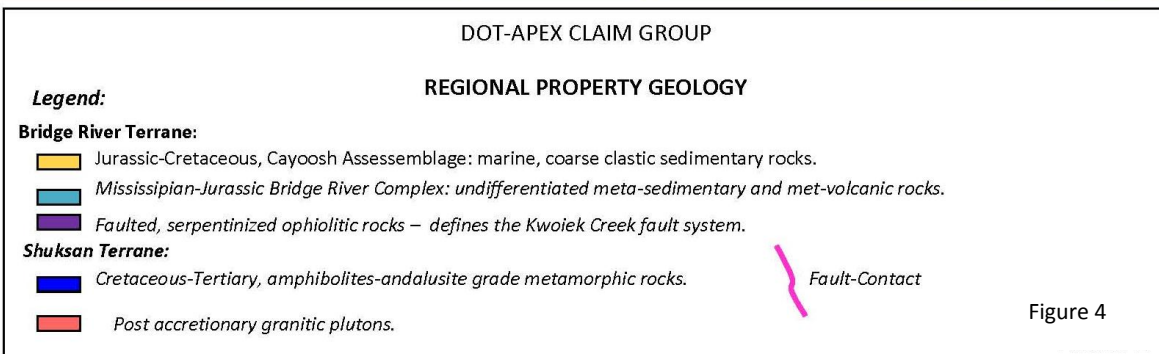 DOT-APEX CLAIM GROUP
REGIONAL PROPERTY GEOLOGY
Legend:
Bridge River Terrane:
Jurassic-Cretaceous, Cayoosh Assessemblage: marine, coarse clastic sedimentary rocks.
Mississipian-Jurassic Bridge River Complex: undifferentiated meta-sedimentary and met-volcanic rocks.
Faulted, serpentinized ophiolitic rocks – defines the Kwoiek Creek fault system.
Shuksan Terrane:
Cretaceous-Tertiary, amphibolites-andalusite grade metamorphic rocks.
Fault-Contact
Post accretionary granitic plutons.
Figure 4